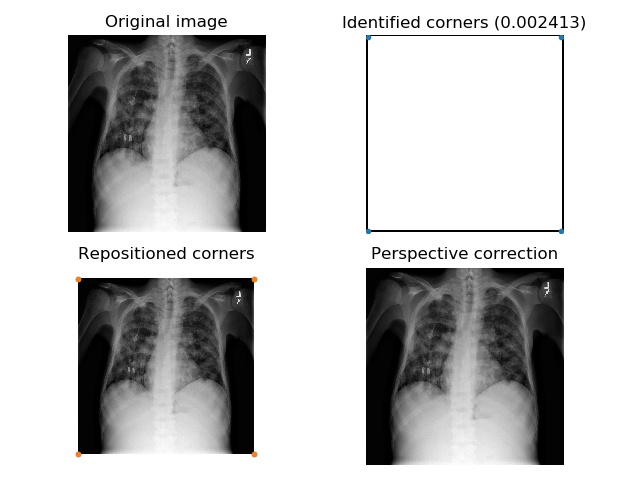 Original image
Identified corners (0.002413)
Repositioned corners
Perspective correction